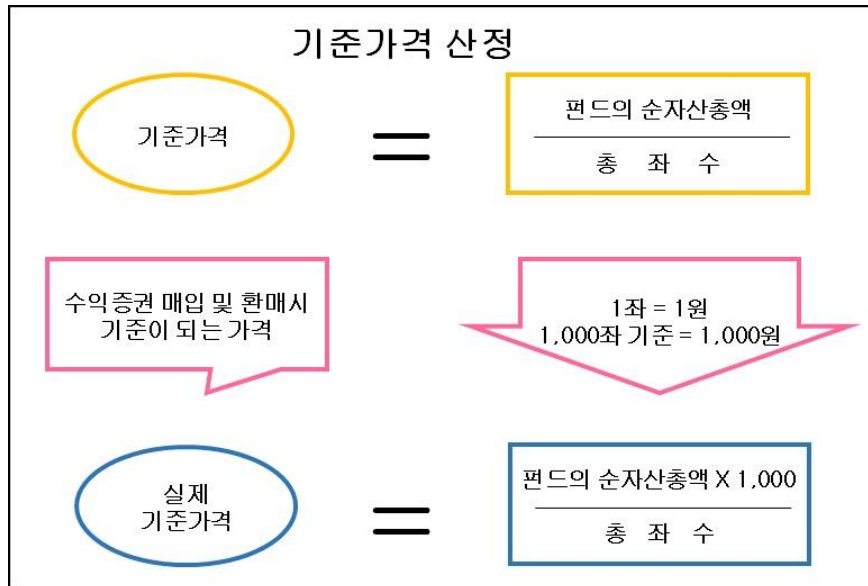 기준가격 산정
기준가격
=
펀드의 순자산총액
총 좌 수
수익증권 매입 및 환매시
기준이 되는 가격
1좌 = 1원
1,000좌 기준 = 1,000원
실제
기준가격
=
펀드의 순자산총액 X 1,000
총 좌 수